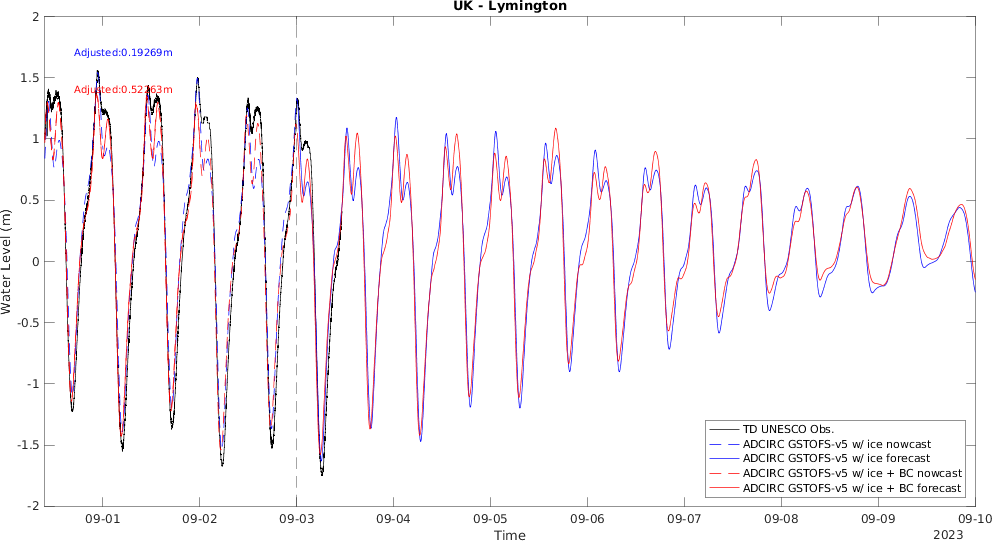 UK - Lymington
2
1.5
1
0.5
0
-0.5
-1
-1.5
-2
Water Level (m)
Adjusted:0.19269m
Adjusted:0.52263m
TD UNESCO Obs.
ADCIRC GSTOFS-v5 w/ ice nowcast
ADCIRC GSTOFS-v5 w/ ice forecast
ADCIRC GSTOFS-v5 w/ ice + BC nowcast
ADCIRC GSTOFS-v5 w/ ice + BC forecast
09-01 09-02 09-03 09-04 09-05 09-06 09-07 09-08 09-09 09-10
Time
2023